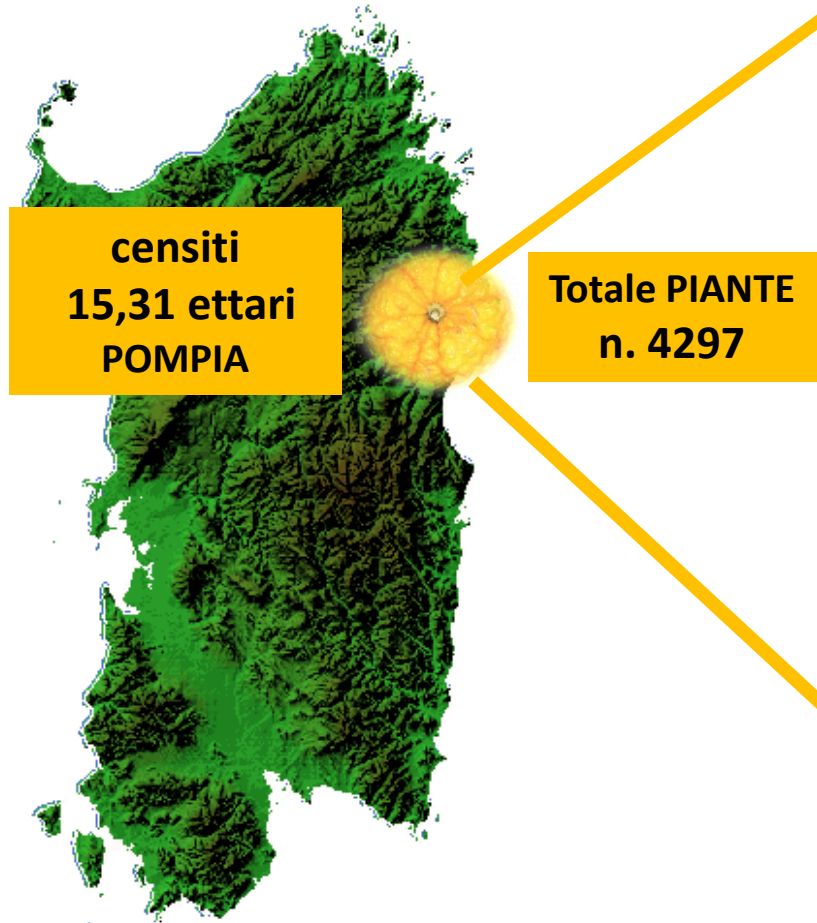 censiti
15,31 ettari
POMPIA
Totale PIANTE
n. 4297